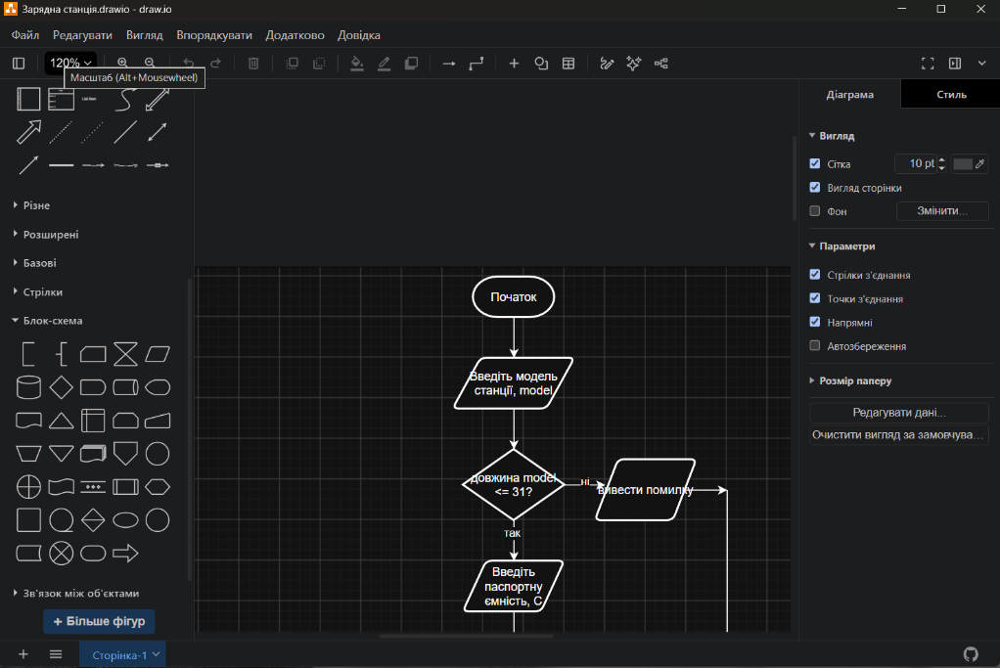 Зарядна станція.drawio - draw.io
Файл Редагувати Вигляд Впорядкувати Додатково Довідка
120%
Масштаб (Alt+Mousewheel)
List Item
Діаграма
Стиль
Вигляд
Сітка
10 pt
Вигляд сторінки
Фон
Змінити...
Параметри
Стрілки з'єднання
Точки з'єднання
Напрямні
Автозбереження
Розмір паперу
Редагувати дані...
Очистити вигляд за замовчува...
Різне
Розширені
Базові
Стрілки
Блок-схема
Зв'язок між об'єктами
+ Більше фігур
Початок
Введіть модель
станції, model
довжина model
<= 31?
ні
вивести помилку
так
Введіть
паспортну
ємність, C
Сторінка-1